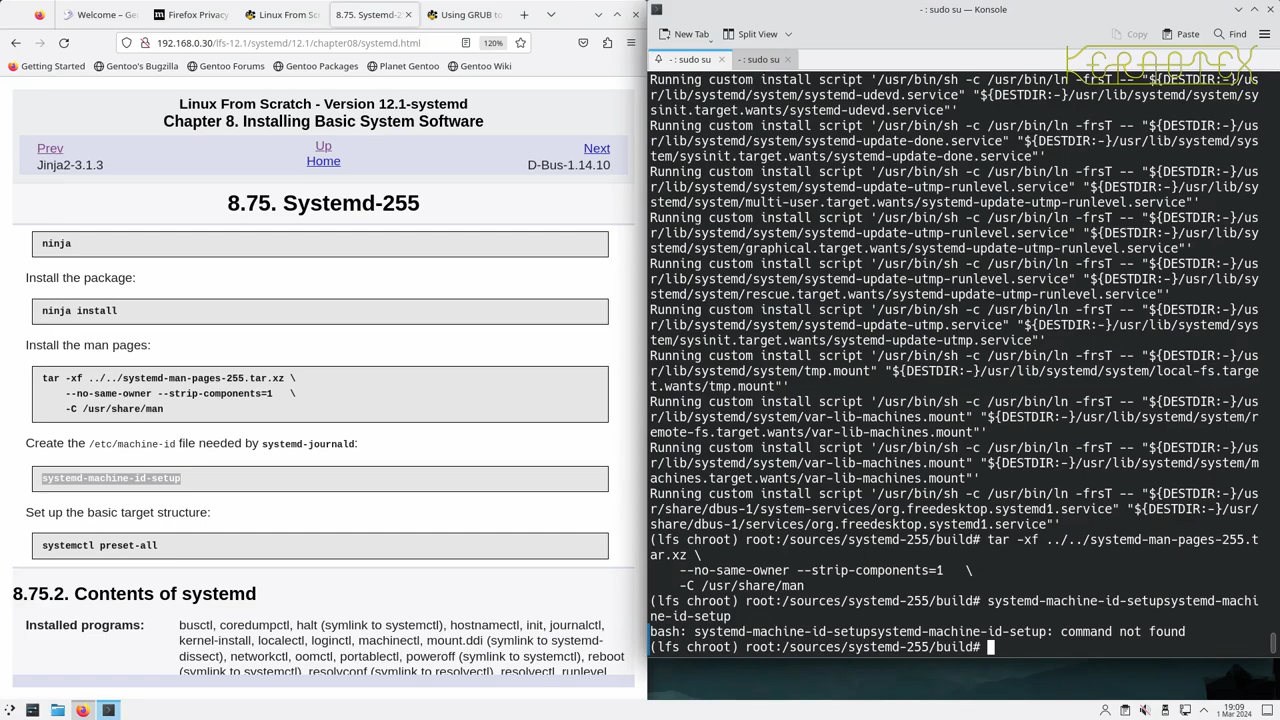 Welcome – Gen
Firefox Privacy
Linux From Scr
8.75. Systemd-2
Using GRUB to
192.168.0.30/lfs-12.1/systemd/12.1/chapter08/systemd.html
120%
Getting Started
Gentoo's Bugzilla
Gentoo Forums
Gentoo Packages
Planet Gentoo
Gentoo Wiki
Linux From Scratch - Version 12.1-systemd
Chapter 8. Installing Basic System Software
Prev
Up
Next
Jinja2-3.1.3
Home
D-Bus-1.14.10
8.75. Systemd-255
ninja
Install the package:
ninja install
Install the man pages:
tar -xf ../../systemd-man-pages-255.tar.xz \
--no-same-owner --strip-components=1 \
-C /usr/share/man
Create the /etc/machine-id file needed by systemd-journald:
systemd-machine-id-setup
Set up the basic target structure:
systemctl preset-all
8.75.2. Contents of systemd
Installed programs:
busctl, coredumpctl, halt (symlink to systemctl), hostnamectl, init, journalctl,
kernel-install, localectl, loginctl, machinectl, mount.ddi (symlink to systemd-
dissect), networkctl, oomctl, portablectl, poweroff (symlink to systemctl), reboot
(symlink to systemctl), resolvconf (symlink to resolvectl), resolvectl, runlevel
- : sudo su — Konsole
New Tab
Split View
Copy
Paste
Find
- : sudo su
- : sudo su
KERNOTEX
Running custom install script '/usr/bin/sh -c /usr/bin/ln -frsT -- "${DESTDIR:-}/us
r/lib/systemd/system/systemd-udevd.service" "${DESTDIR:-}/usr/lib/systemd/system/sy
sinit.target.wants/systemd-udevd.service"'
Running custom install script '/usr/bin/sh -c /usr/bin/ln -frsT -- "${DESTDIR:-}/us
r/lib/systemd/system/systemd-update-done.service" "${DESTDIR:-}/usr/lib/systemd/sys
tem/sysinit.target.wants/systemd-update-done.service"'
Running custom install script '/usr/bin/sh -c /usr/bin/ln -frsT -- "${DESTDIR:-}/us
r/lib/systemd/system/systemd-update-utmp-runlevel.service" "${DESTDIR:-}/usr/lib/sy
stemd/system/multi-user.target.wants/systemd-update-utmp-runlevel.service"'
Running custom install script '/usr/bin/sh -c /usr/bin/ln -frsT -- "${DESTDIR:-}/us
r/lib/systemd/system/systemd-update-utmp-runlevel.service" "${DESTDIR:-}/usr/lib/sy
stemd/system/graphical.target.wants/systemd-update-utmp-runlevel.service"'
Running custom install script '/usr/bin/sh -c /usr/bin/ln -frsT -- "${DESTDIR:-}/us
r/lib/systemd/system/systemd-update-utmp-runlevel.service" "${DESTDIR:-}/usr/lib/sy
stemd/system/rescue.target.wants/systemd-update-utmp-runlevel.service"'
Running custom install script '/usr/bin/sh -c /usr/bin/ln -frsT -- "${DESTDIR:-}/us
r/lib/systemd/system/systemd-update-utmp.service" "${DESTDIR:-}/usr/lib/systemd/sys
tem/sysinit.target.wants/systemd-update-utmp.service"'
Running custom install script '/usr/bin/sh -c /usr/bin/ln -frsT -- "${DESTDIR:-}/us
r/lib/systemd/system/tmp.mount" "${DESTDIR:-}/usr/lib/systemd/system/local-fs.targe
t.wants/tmp.mount"'
Running custom install script '/usr/bin/sh -c /usr/bin/ln -frsT -- "${DESTDIR:-}/us
r/lib/systemd/system/var-lib-machines.mount" "${DESTDIR:-}/usr/lib/systemd/system/r
emote-fs.target.wants/var-lib-machines.mount"'
Running custom install script '/usr/bin/sh -c /usr/bin/ln -frsT -- "${DESTDIR:-}/us
r/lib/systemd/system/var-lib-machines.mount" "${DESTDIR:-}/usr/lib/systemd/system/m
achines.target.wants/var-lib-machines.mount"'
Running custom install script '/usr/bin/sh -c /usr/bin/ln -frsT -- "${DESTDIR:-}/us
r/share/dbus-1/system-services/org.freedesktop.systemd1.service" "${DESTDIR:-}/usr/
share/dbus-1/services/org.freedesktop.systemd1.service"'
(lfs chroot) root:/sources/systemd-255/build# tar -xf ../../systemd-man-pages-255.t
ar.xz \
--no-same-owner --strip-components=1 \
-C /usr/share/man
(lfs chroot) root:/sources/systemd-255/build# systemd-machine-id-setupsystemd-machi
ne-id-setup
bash: systemd-machine-id-setupsystemd-machine-id-setup: command not found
(lfs chroot) root:/sources/systemd-255/build#
19:09
1 Mar 2024